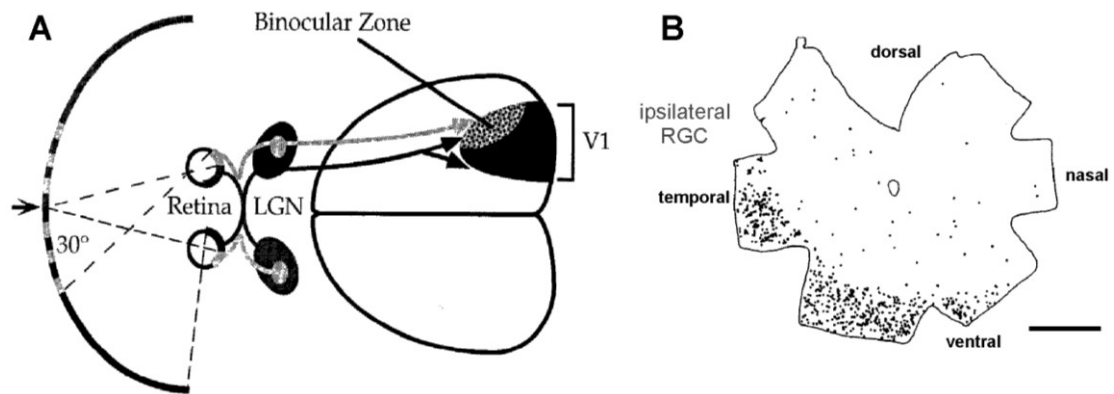 A
Binocular Zone
V1
Retina
LGN
30°
B
dorsal
ipsilateral
RGC
nasal
temporal
ventral